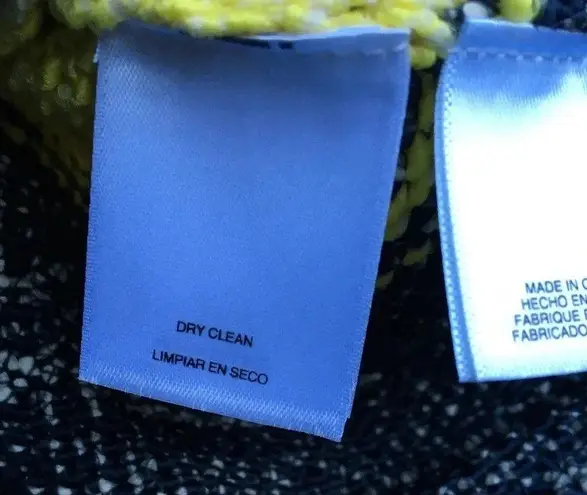 DRY CLEAN
LIMPIAR EN SECO
MADE IN
HECHO EN
FABRIQUE
FABRICADO